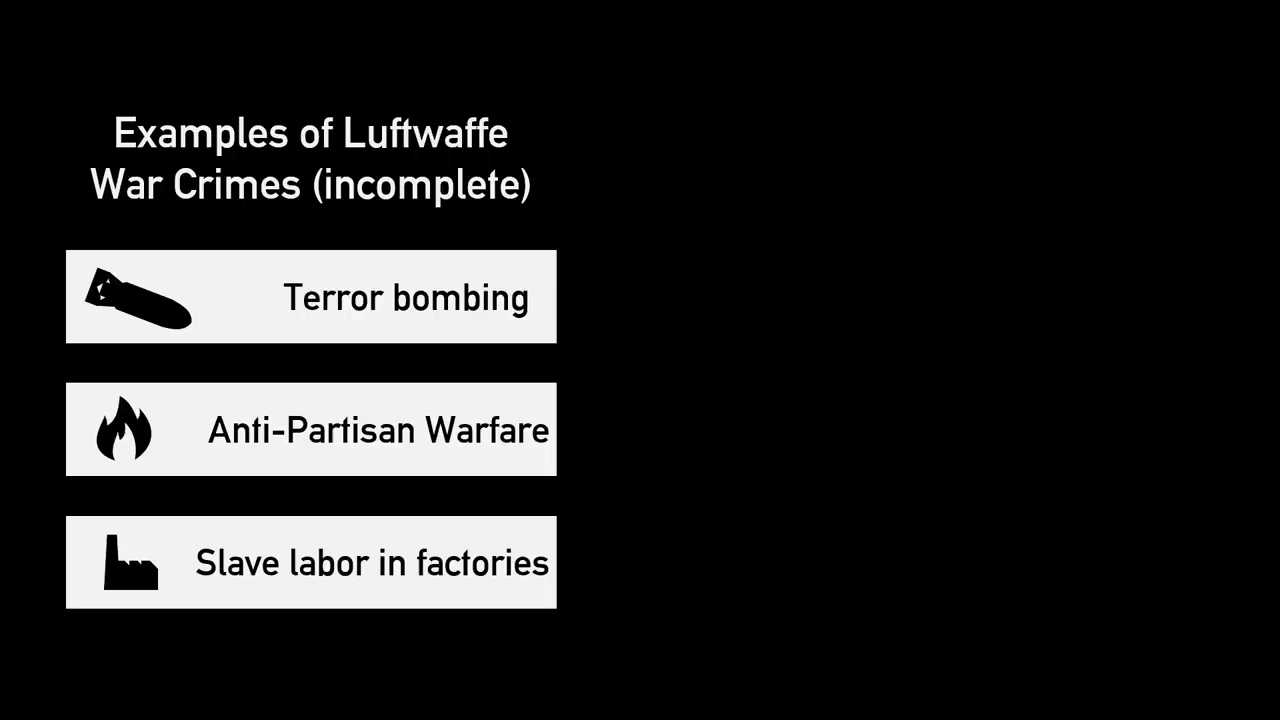 Examples of Luftwaffe
War Crimes (incomplete)
Terror bombing
Anti-Partisan Warfare
Slave labor in factories